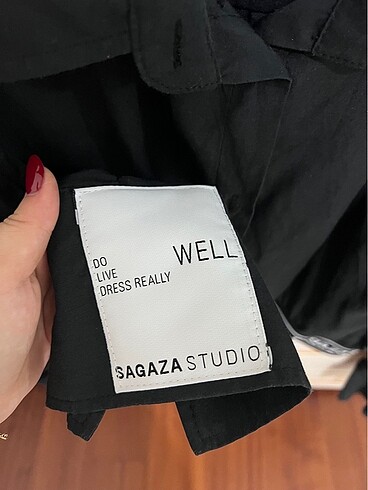 DO
LIVE WELL
DRESS REALLY
SAGAZA STUDIO